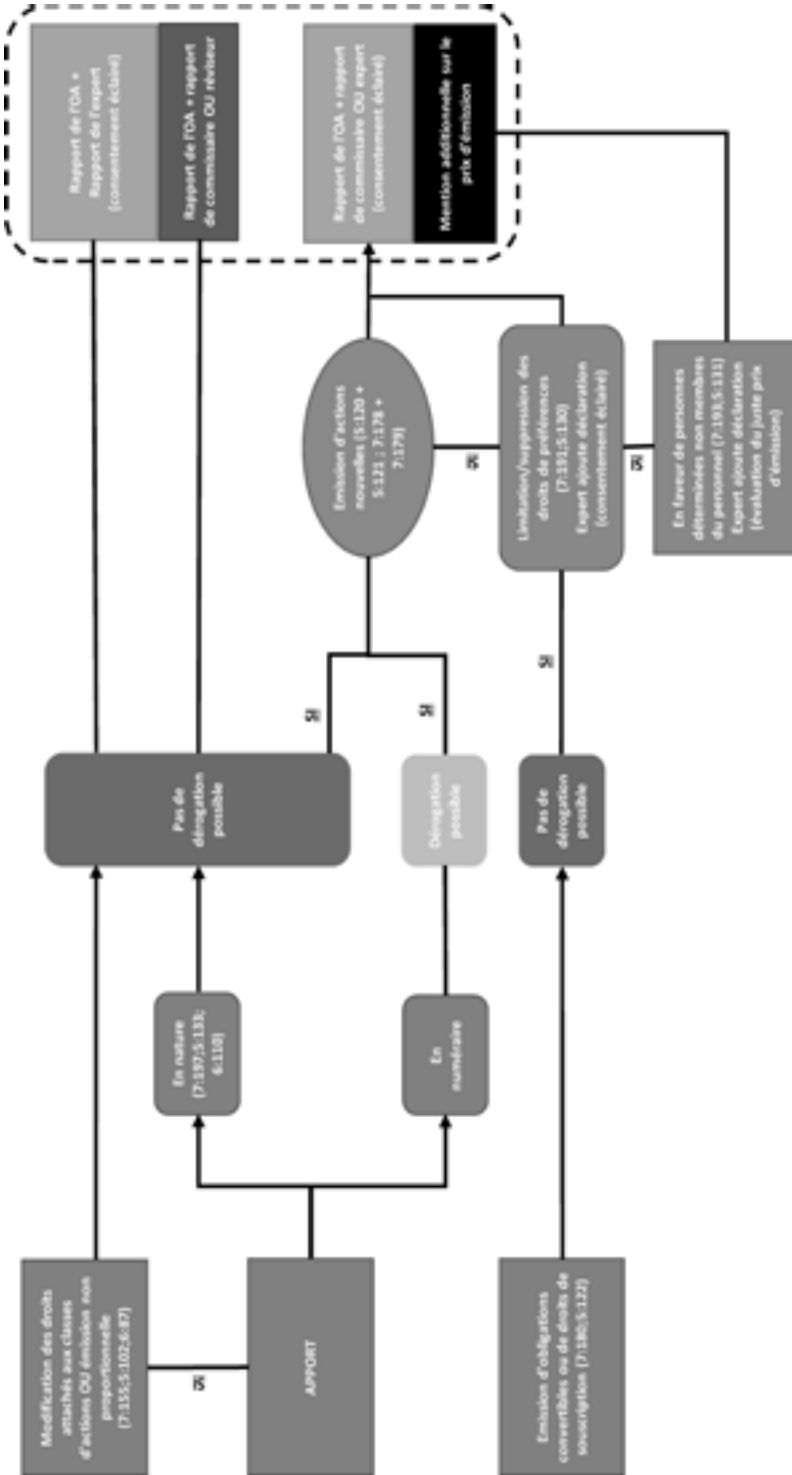 Modification des droits
attachés aux classes
d'actions OU émission non
proportionnelle
(7:155;5:102;6:87)
SI
APPORT
Emission d'obligations
convertibles ou de droits de
souscription (7:180;5:122)
En nature
(7:197;5:133;
6:110)
En
numéraire
Pas de
dérogation
possible
Dérogation
possible
Pas de
dérogation
possible
SI
SI
SI
Emission d'actions
nouvelles (5:120 +
5:121 ; 7:178 +
7:179)
SI
Limitation/suppression des
droits de préférences
(7:191;5:130)
Expert ajoute déclaration
(consentement éclairé)
SI
En faveur de personnes
déterminées non membres
du personnel (7:193;5:131)
Expert ajoute déclaration
(évaluation du juste prix
d'émission)
Rapport de l'OA +
Rapport de l'expert
(consentement éclairé)
Rapport de l'OA + rapport
de commissaire OU réviseur
Rapport de l'OA + rapport
de commissaire OU expert
(consentement éclairé)
Mention additionnelle sur le
prix d'émission